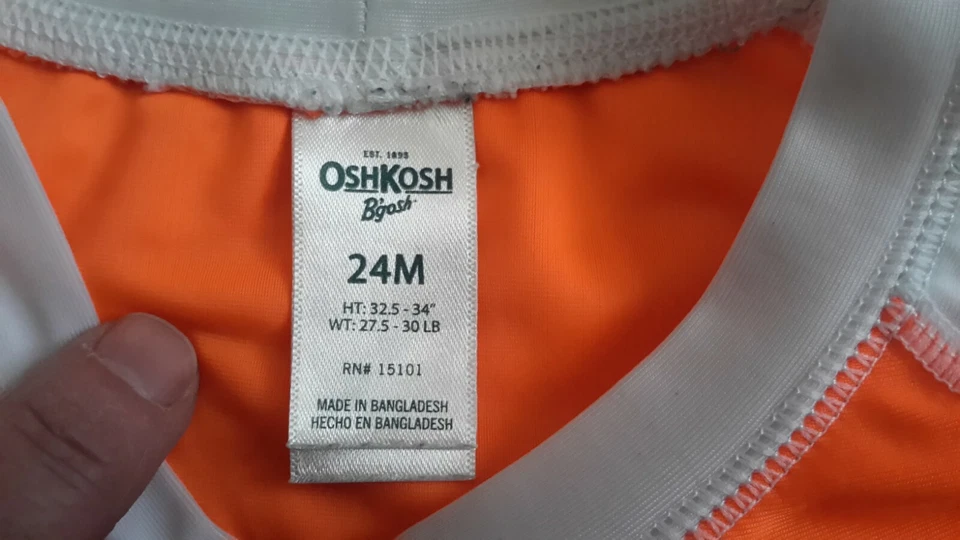 EST. 1895
OSHKOSH
B'gosh
24M
HT: 32.5 - 34"
WT: 27.5 - 30 LB
RN# 15101
MADE IN BANGLADESH
HECHO EN BANGLADESH